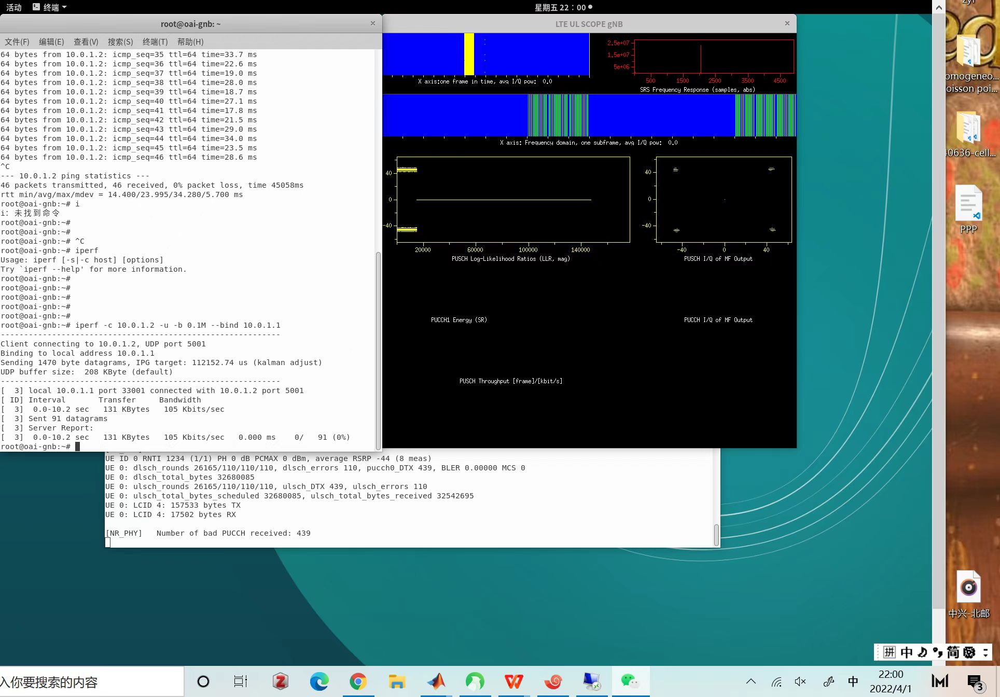 活动 终端 星期五 22：00
root@oai-gnb: ~
文件(F) 编辑(E) 查看(V) 搜索(S) 终端(T) 帮助(H)
64 bytes from 10.0.1.2: icmp_seq=35 ttl=64 time=33.7 ms
64 bytes from 10.0.1.2: icmp_seq=36 ttl=64 time=22.6 ms
64 bytes from 10.0.1.2: icmp_seq=37 ttl=64 time=19.0 ms
64 bytes from 10.0.1.2: icmp_seq=38 ttl=64 time=28.0 ms
64 bytes from 10.0.1.2: icmp_seq=39 ttl=64 time=18.7 ms
64 bytes from 10.0.1.2: icmp_seq=40 ttl=64 time=27.1 ms
64 bytes from 10.0.1.2: icmp_seq=41 ttl=64 time=17.8 ms
64 bytes from 10.0.1.2: icmp_seq=42 ttl=64 time=21.5 ms
64 bytes from 10.0.1.2: icmp_seq=43 ttl=64 time=29.0 ms
64 bytes from 10.0.1.2: icmp_seq=44 ttl=64 time=34.0 ms
64 bytes from 10.0.1.2: icmp_seq=45 ttl=64 time=23.5 ms
64 bytes from 10.0.1.2: icmp_seq=46 ttl=64 time=28.6 ms
^C
--- 10.0.1.2 ping statistics ---
46 packets transmitted, 46 received, 0% packet loss, time 45058ms
rtt min/avg/max/mdev = 14.400/23.995/34.280/5.700 ms
root@oai-gnb:~# i
i: 未找到命令
root@oai-gnb:~#
root@oai-gnb:~#
root@oai-gnb:~# ^C
root@oai-gnb:~# iperf
Usage: iperf [-s|-c host] [options]
Try `iperf --help' for more information.
root@oai-gnb:~#
root@oai-gnb:~#
root@oai-gnb:~#
root@oai-gnb:~#
root@oai-gnb:~#
root@oai-gnb:~# iperf -c 10.0.1.2 -u -b 0.1M --bind 10.0.1.1
------------------------------------------------------------
Client connecting to 10.0.1.2, UDP port 5001
Binding to local address 10.0.1.1
Sending 1470 byte datagrams, IPG target: 112152.74 us (kalman adjust)
UDP buffer size:  208 KByte (default)
------------------------------------------------------------
[  3] local 10.0.1.1 port 33001 connected with 10.0.1.2 port 5001
[ ID] Interval       Transfer     Bandwidth
[  3]  0.0-10.2 sec   131 KBytes   105 Kbits/sec
[  3] Sent 91 datagrams
[  3] Server Report:
[  3]  0.0-10.2 sec   131 KBytes   105 Kbits/sec   0.000 ms    0/   91 (0%)
root@oai-gnb:~#
LTE UL SCOPE gNB
X axis:one frame in time, avg I/Q pow:  0.0
2.5e+07
1.5e+07
5e+06
500 1500 2500 3500 4500
SRS Frequency Response (samples, abs)
X axis: Frequency domain, one subframe, avg I/Q pow:  0.0
40
0
-40
20000 60000 100000 140000
PUSCH Log-Likelihood Ratios (LLR, mag)
40
0
-40
-40 0 40
PUSCH I/Q of MF Output
PUCCH1 Energy (SR)
PUCCH I/Q of MF Output
PUSCH Throughput [frame]/[kbit/s]
UE ID 0 RNTI 1234 (1/1) PH 0 dB PCMAX 0 dBm, average RSRP -44 (8 meas)
UE 0: dlsch_rounds 26165/110/110/110, dlsch_errors 110, pucch0_DTX 439, BLER 0.00000 MCS 0
UE 0: dlsch_total_bytes 32680085
UE 0: ulsch_rounds 26165/110/110/110, ulsch_DTX 439, ulsch_errors 110
UE 0: ulsch_total_bytes_scheduled 32680085, ulsch_total_bytes_received 32542695
UE 0: LCID 4: 157533 bytes TX
UE 0: LCID 4: 17502 bytes RX
[NR_PHY]   Number of bad PUCCH received: 439
omogeneo...
oisson poi...
40636-cell...
PPP
中兴-北邮
拼 中 简
入你要搜索的内容
中
22:00
2022/4/1
3